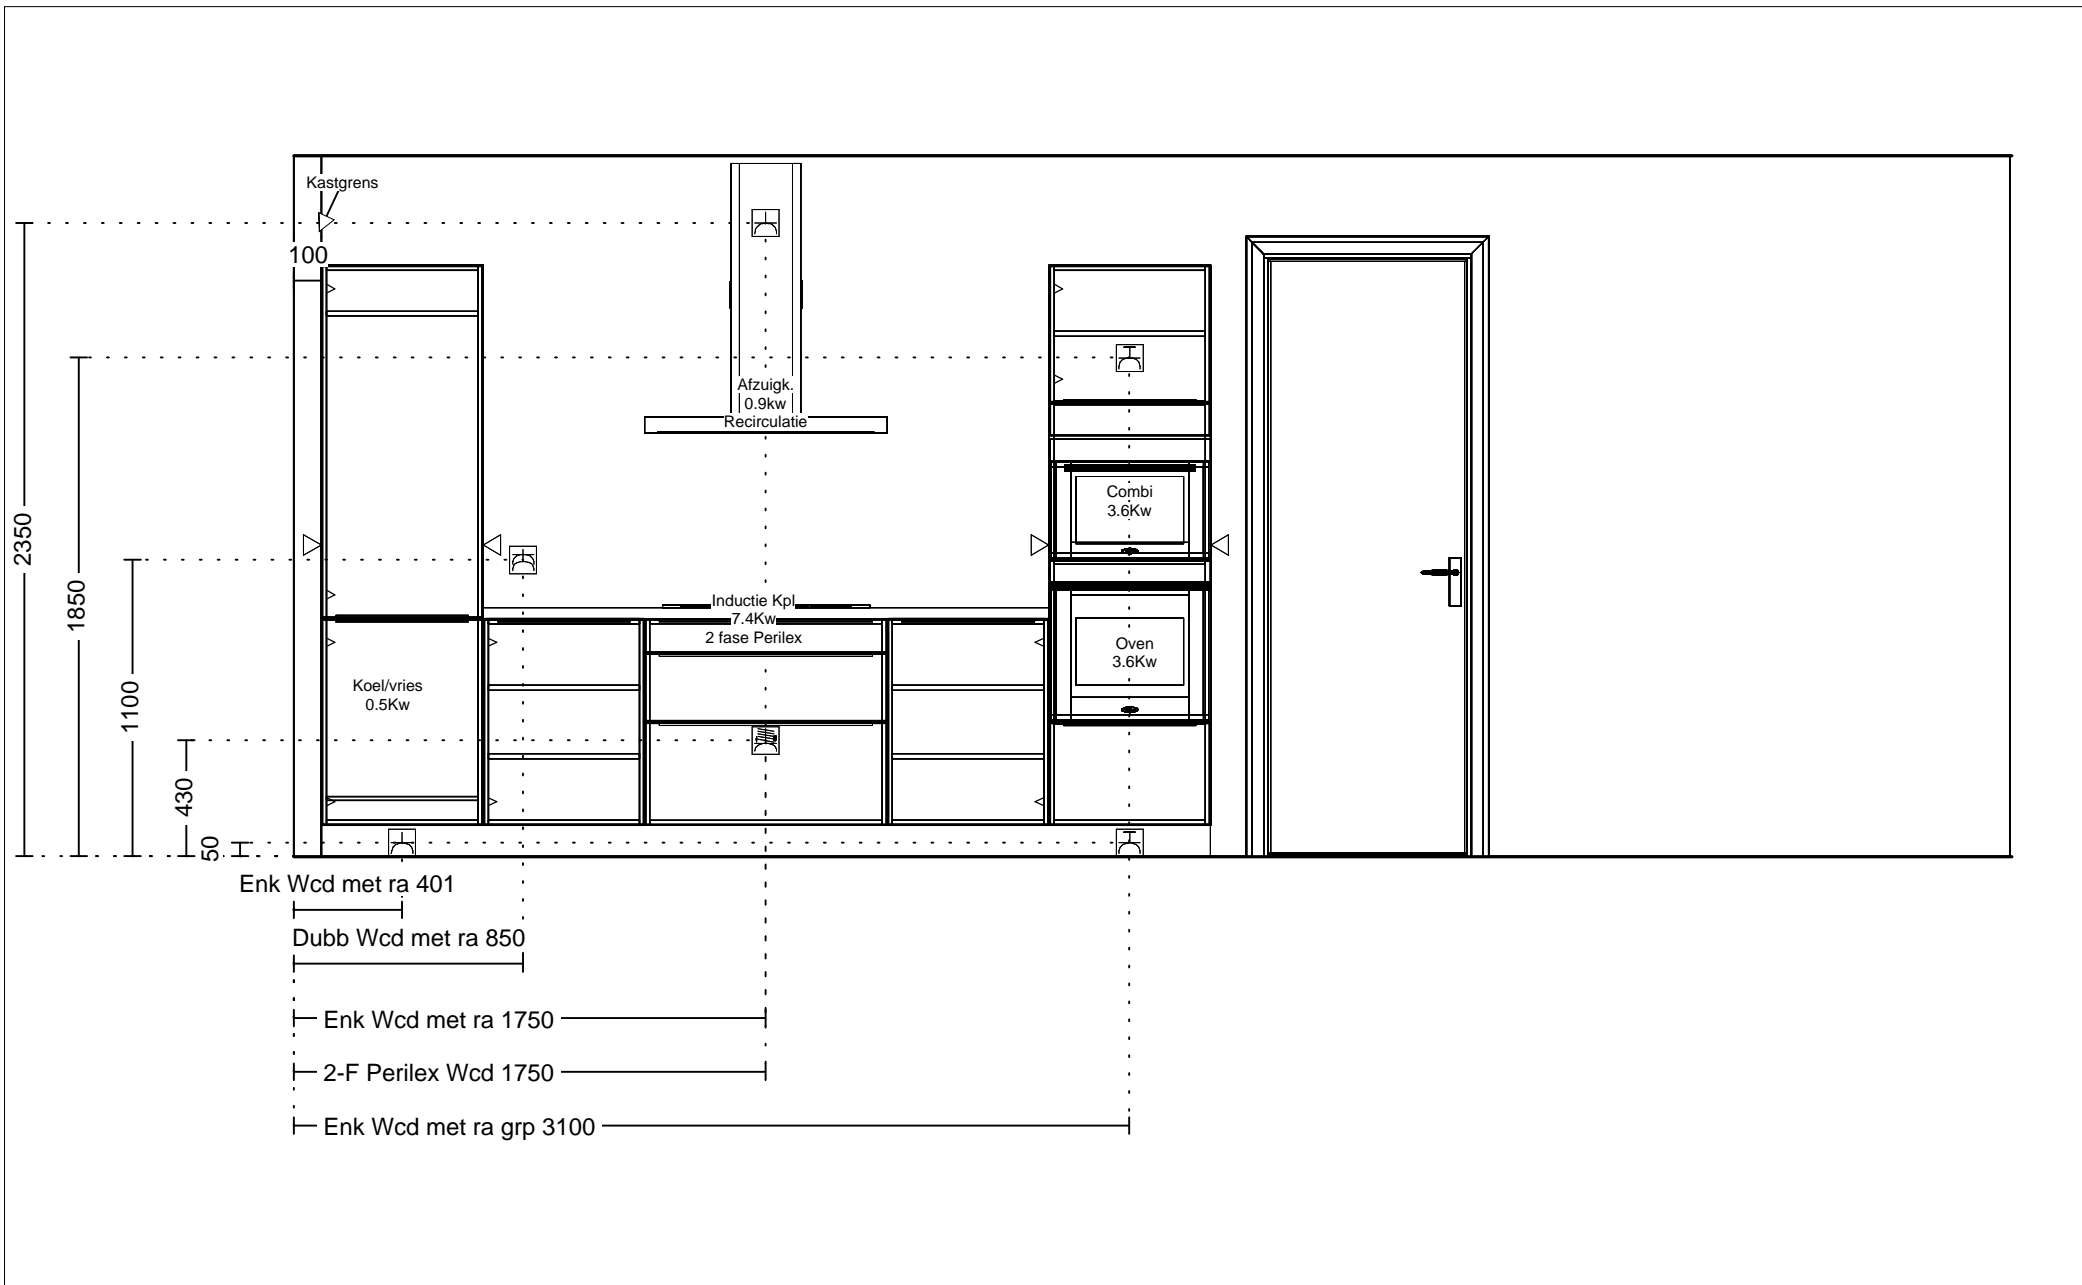 Kastgrens
100
2350
1850
1100
430
50
Afzuigk.
0.9kw
Recirculatie
Combi
3.6Kw
Inductie Kpl
7.4Kw
2 fase Perilex
Oven
3.6Kw
Koel/vries
0.5Kw
Enk Wcd met ra 401
Dubb Wcd met ra 850
Enk Wcd met ra 1750
2-F Perilex Wcd 1750
Enk Wcd met ra grp 3100